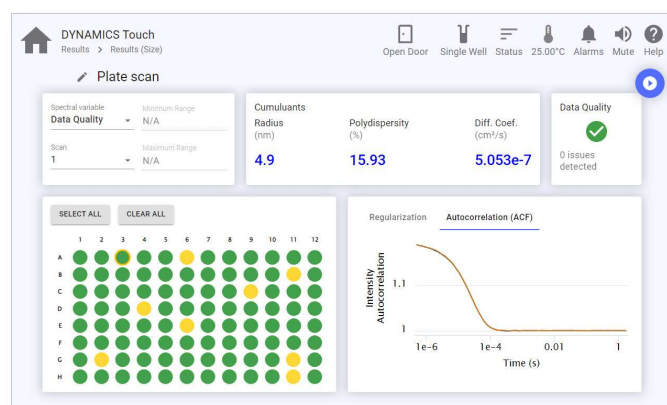 DYNAMICS Touch
Results > Results (Size)
Open Door Single Well Status 25.00°C Alarms Mute Help
Plate scan
Spectral variable Minimum Range
Data Quality N/A
Scan Maximum Range
1 N/A
Cumuluants
Radius Polydispersity Diff. Coef.
(nm) (%) (cm²/s)
4.9 15.93 5.053e-7
Data Quality
0 issues
detected
SELECT ALL CLEAR ALL
1 2 3 4 5 6 7 8 9 10 11 12
A
B
C
D
E
F
G
H
Regularization Autocorrelation (ACF)
Intensity
Autocorrelation
1.1
1
1e-6 1e-4 0.01 1
Time (s)